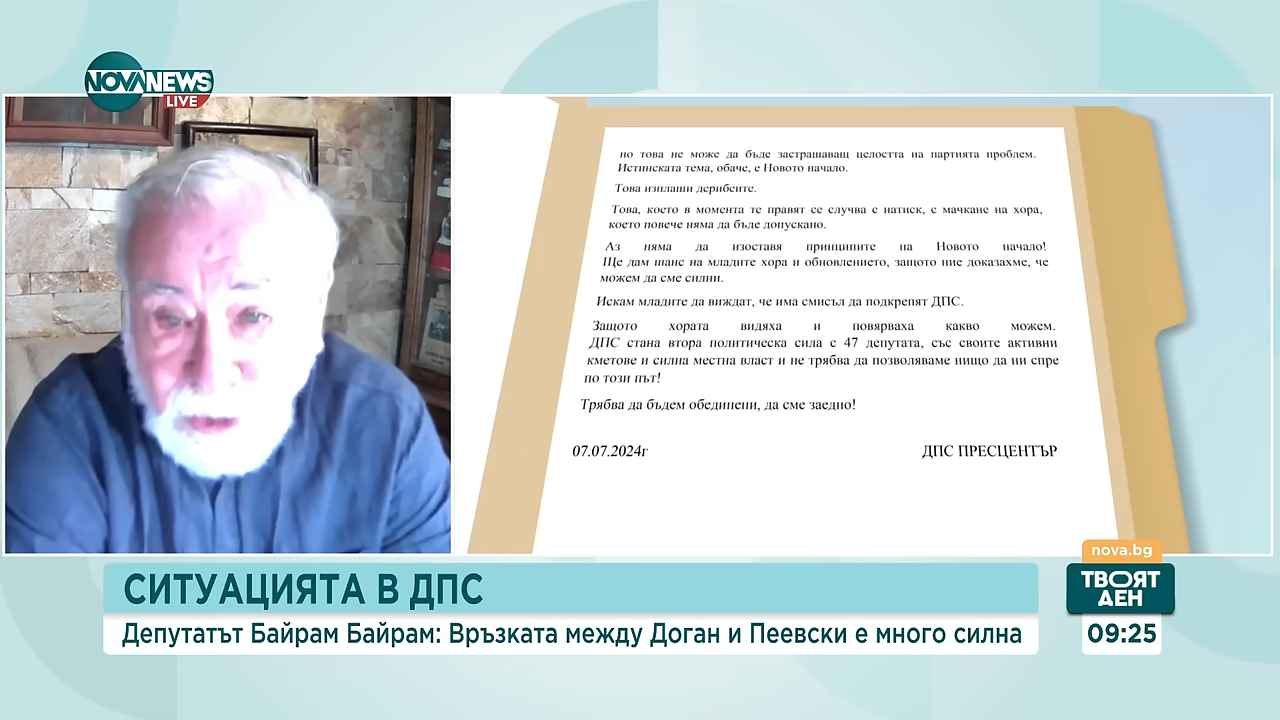 NOVANEWS
LIVE
но това не може да бъде застрашаващ целостта на партията проблем.
Истинската тема, обаче, е Новото начало.
Това изплаши дерибеите.
Това, което в момента те правят се случва с натиск, с мачкане на хора,
което повече няма да бъде допускано.
Аз няма да изоставя принципите на Новото начало!
Ще дам шанс на младите хора и обновлението, защото ние доказахме, че
можем да сме силни.
Искам младите да виждат, че има смисъл да подкрепят ДПС.
Защото хората видяха и повярваха какво можем.
ДПС стана втора политическа сила с 47 депутата, със своите активни
кметове и силна местна власт и не трябва да позволяваме нищо да ни спре
по този път!
Трябва да бъдем обединени, да сме заедно!
07.07.2024г ДПС ПРЕСЦЕНТЪР
nova.bg
СИТУАЦИЯТА В ДПС
ТВОЯТ
ДЕН
Депутатът Байрам Байрам: Връзката между Доган и Пеевски е много силна
09:25